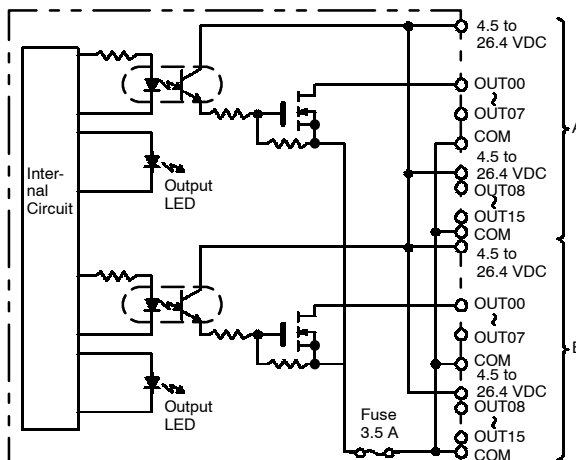 Inter-
nal
Circuit
Output
LED
Output
LED
Fuse
3.5 A
4.5 to
26.4 VDC
OUT00
OUT07
COM
4.5 to
26.4 VDC
OUT08
OUT15
COM
4.5 to
26.4 VDC
OUT00
OUT07
COM
4.5 to
26.4 VDC
OUT08
OUT15
COM
A